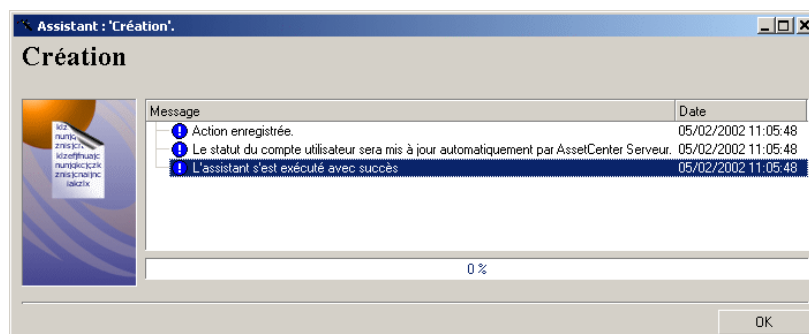 Assistant : 'Création'.
Création
Message Date
Action enregistrée. 05/02/2002 11:05:48
Le statut du compte utilisateur sera mis à jour automatiquement par AssetCenter Serveur. 05/02/2002 11:05:48
L'assistant s'est exécuté avec succès 05/02/2002 11:05:48
0 %
OK